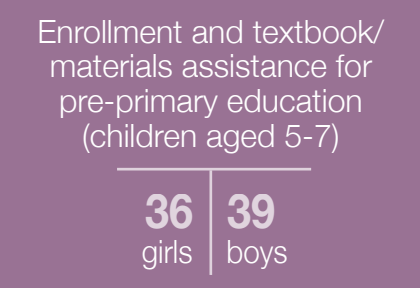 Enrollment and textbook/
materials assistance for
pre-primary education
(children aged 5-7)
36 39
girls boys